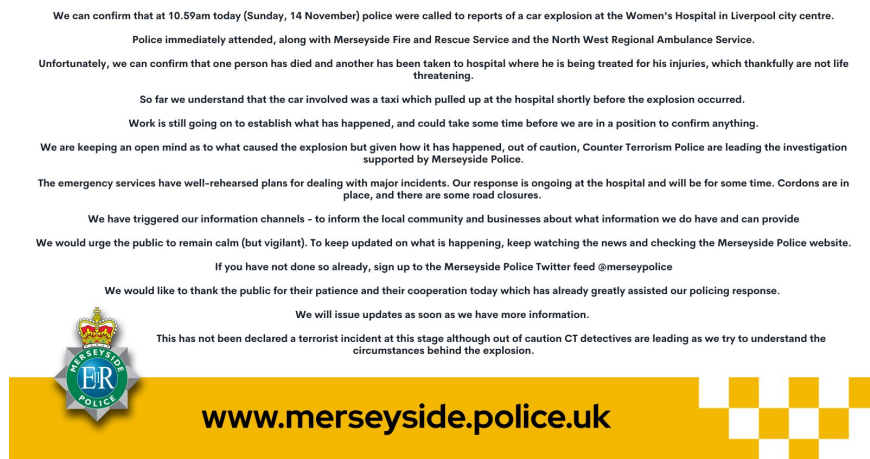 We can confirm that at 10.59am today (Sunday, 14 November) police were called to reports of a car explosion at the Women's Hospital in Liverpool city centre.
Police immediately attended, along with Merseyside Fire and Rescue Service and the North West Regional Ambulance Service.
Unfortunately, we can confirm that one person has died and another has been taken to hospital where he is being treated for his injuries, which thankfully are not life
threatening.
So far we understand that the car involved was a taxi which pulled up at the hospital shortly before the explosion occurred.
Work is still going on to establish what has happened, and could take some time before we are in a position to confirm anything.
We are keeping an open mind as to what caused the explosion but given how it has happened, out of caution, Counter Terrorism Police are leading the investigation
supported by Merseyside Police.
The emergency services have well-rehearsed plans for dealing with major incidents. Our response is ongoing at the hospital and will be for some time. Cordons are in
place, and there are some road closures.
We have triggered our information channels - to inform the local community and businesses about what information we do have and can provide
We would urge the public to remain calm (but vigilant). To keep updated on what is happening, keep watching the news and checking the Merseyside Police website.
If you have not done so already, sign up to the Merseyside Police Twitter feed @merseypolice
We would like to thank the public for their patience and their cooperation today which has already greatly assisted our policing response.
We will issue updates as soon as we have more information.
This has not been declared a terrorist incident at this stage although out of caution CT detectives are leading as we try to understand the
circumstances behind the explosion.
MERSEYSIDE
EIIR
POLICE
www.merseyside.police.uk